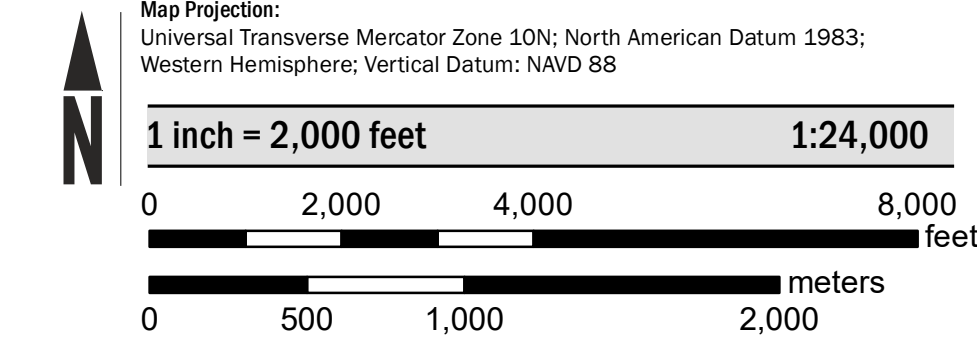 Map Projection:
Universal Transverse Mercator Zone 10N; North American Datum 1983;
Western Hemisphere; Vertical Datum: NAVD 88
N
1 inch = 2,000 feet 1:24,000
0 2,000 4,000 8,000
feet
meters
0 500 1,000 2,000